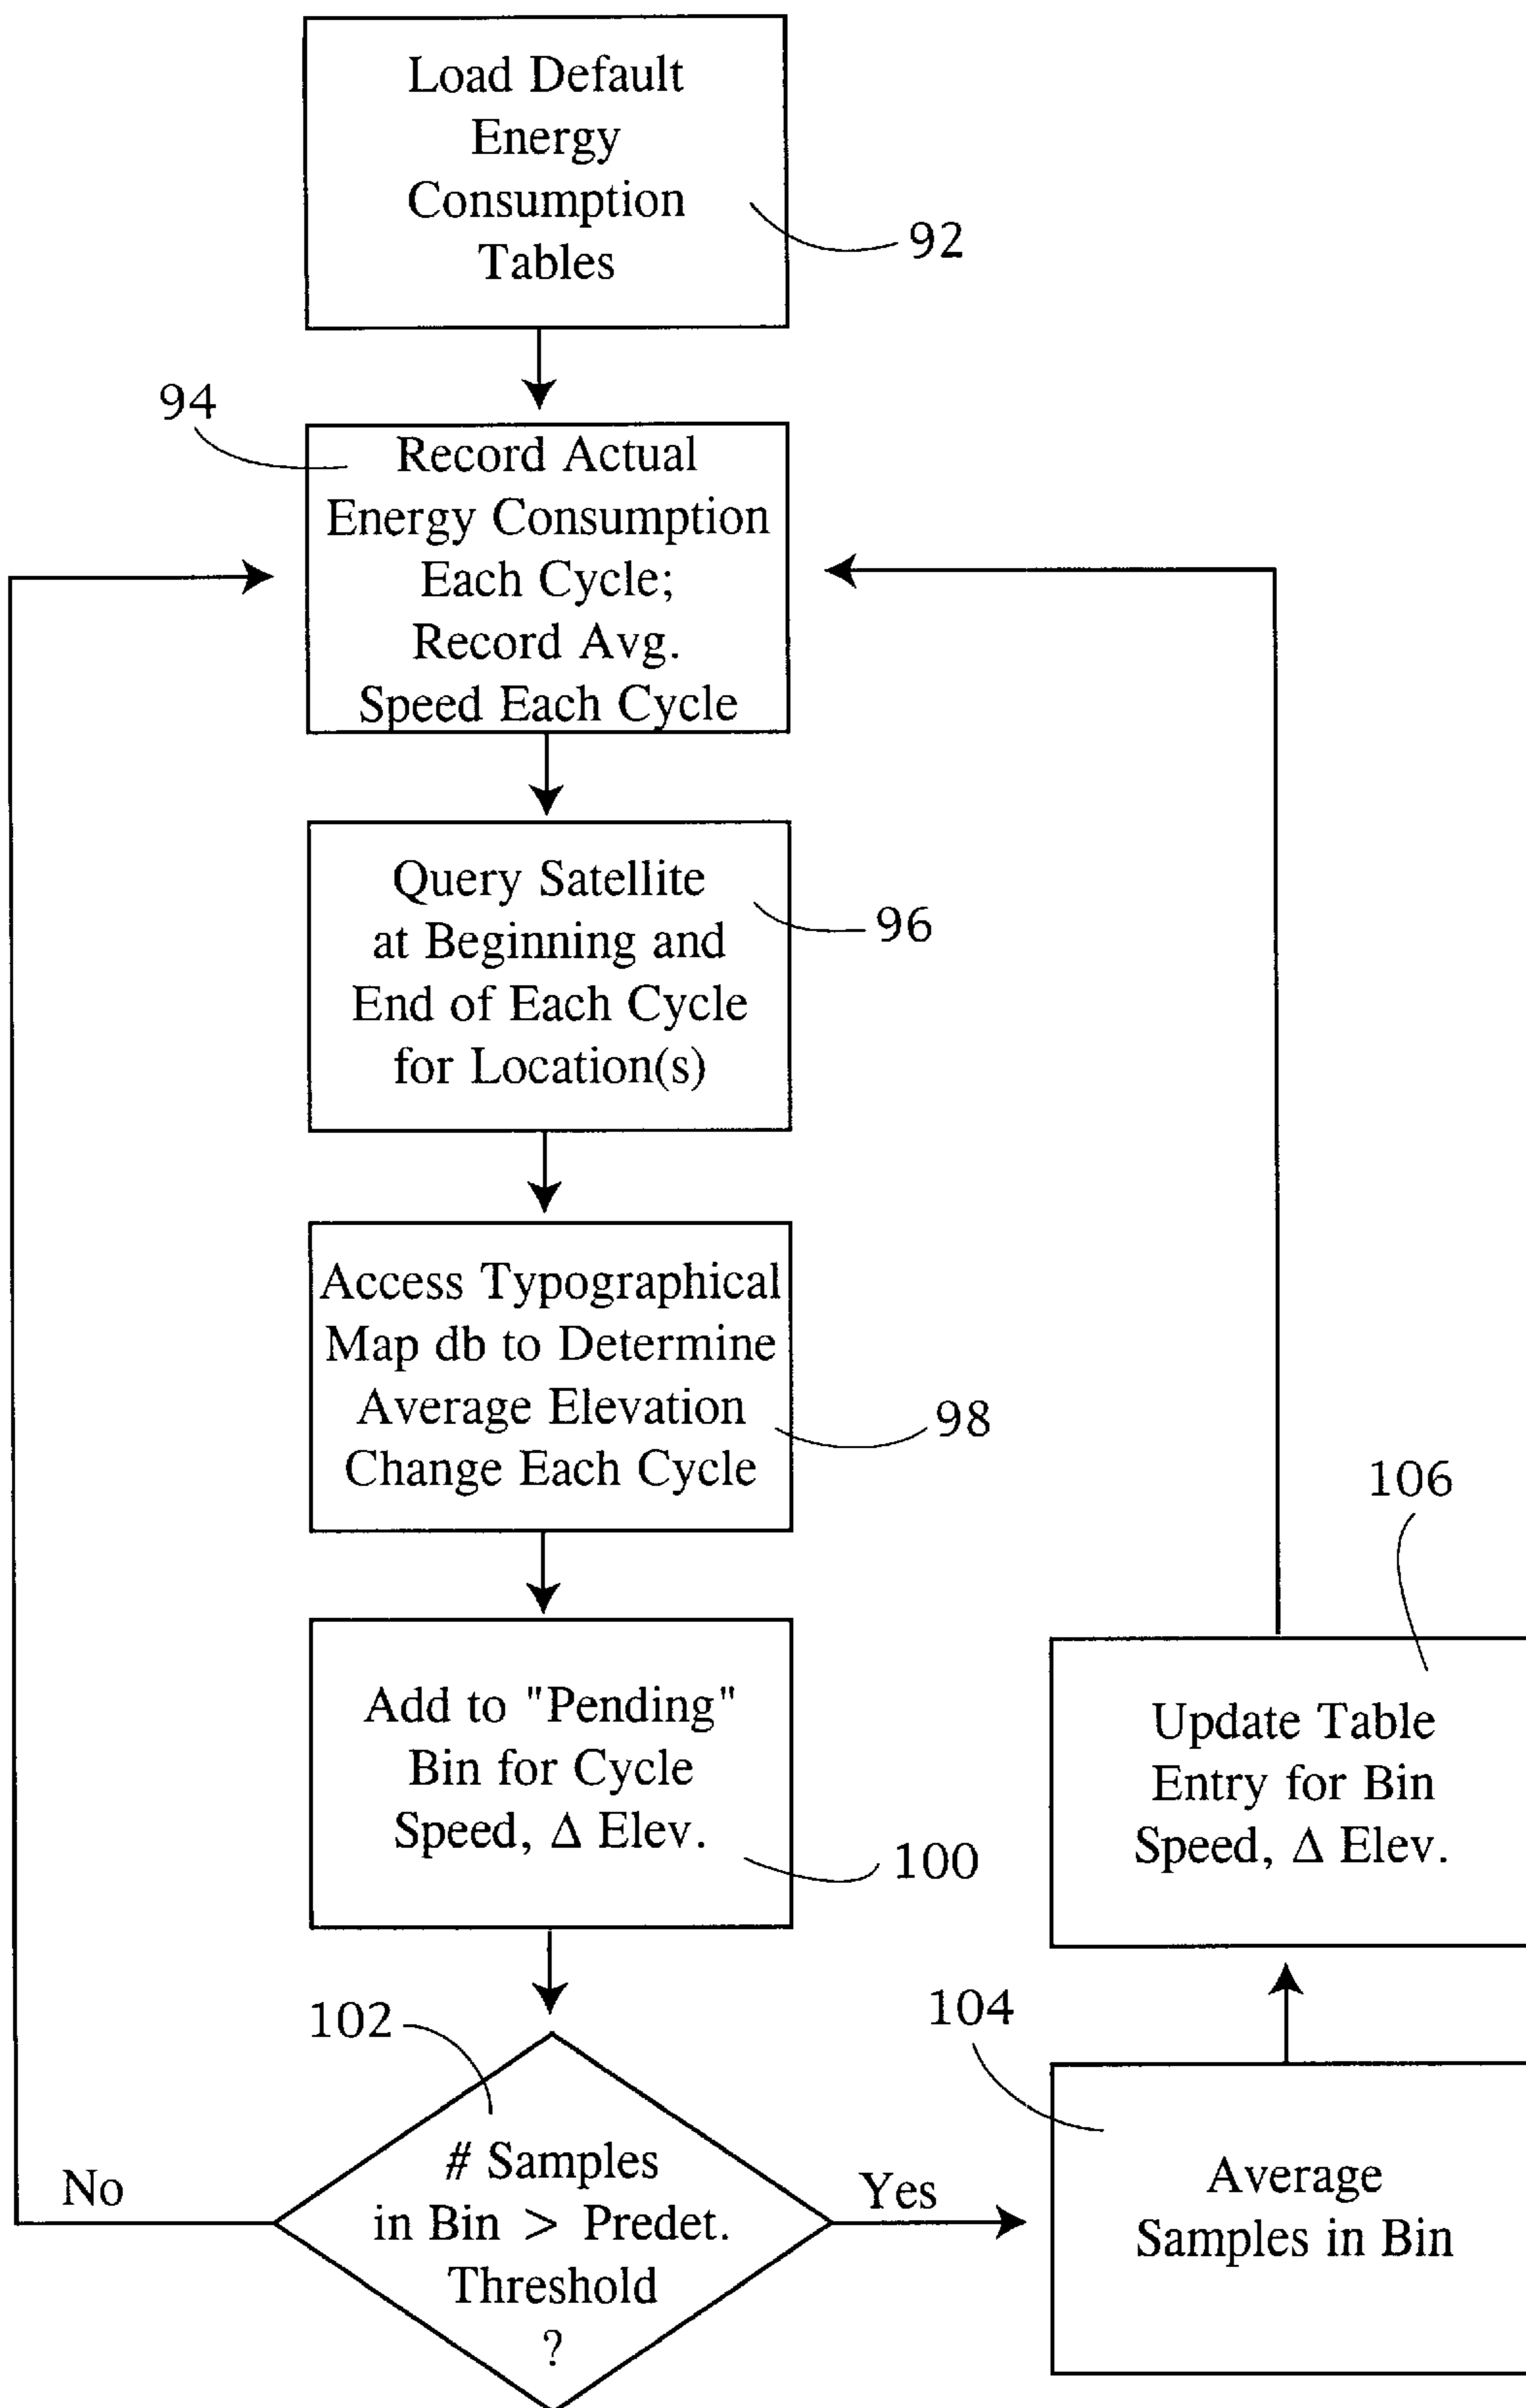 Load Default
Energy
Consumption
Tables
92
94
Record Actual
Energy Consumption
Each Cycle;
Record Avg.
Speed Each Cycle
Query Satellite
at Beginning and
End of Each Cycle
for Location(s)
96
Access Typographical
Map db to Determine
Average Elevation
Change Each Cycle
98
Add to "Pending"
Bin for Cycle
Speed, Δ Elev.
100
102
# Samples
in Bin > Predet.
Threshold
?
No
Yes
104
Average
Samples in Bin
106
Update Table
Entry for Bin
Speed, Δ Elev.